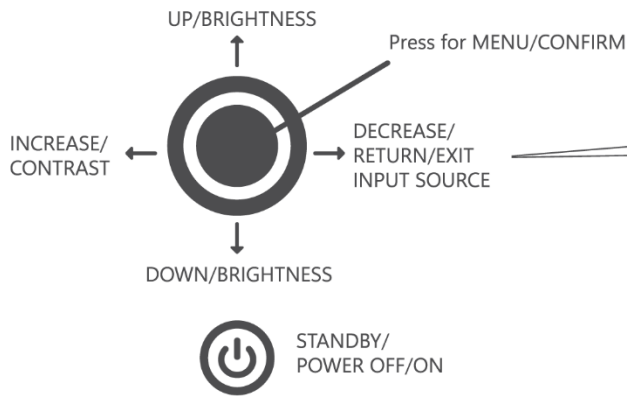 UP/BRIGHTNESS
Press for MENU/CONFIRM
INCREASE/
CONTRAST
DECREASE/
RETURN/EXIT
INPUT SOURCE
DOWN/BRIGHTNESS
STANDBY/
POWER OFF/ON